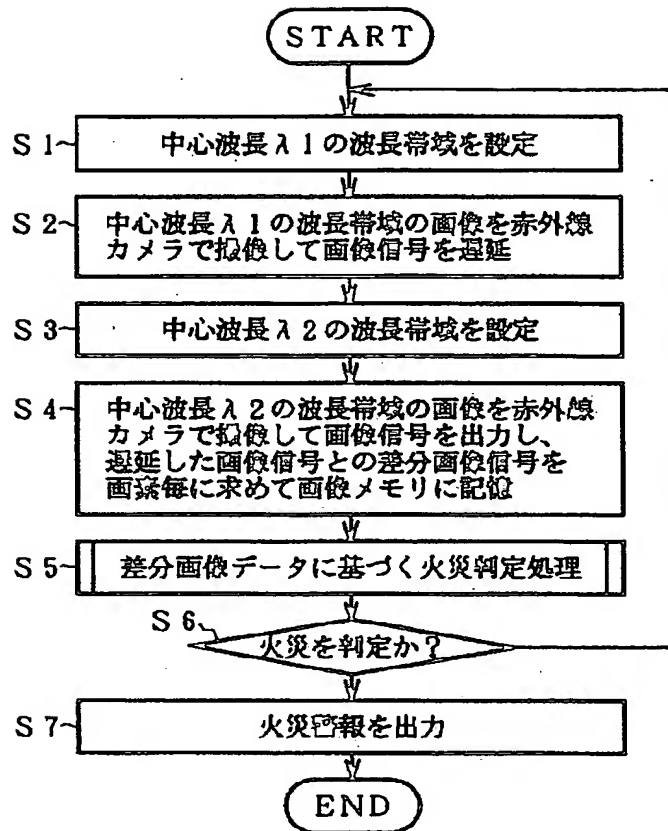 START
S1 中心波長λ1の波長帯域を設定
S2 中心波長λ1の波長帯域の画像を赤外線
カメラで撮像して画像信号を遅延
S3 中心波長λ2の波長帯域を設定
S4 中心波長λ2の波長帯域の画像を赤外線
カメラで撮像して画像信号を出力し、
遅延した画像信号との差分画像信号を
画素毎に求めて画像メモリに記憶
S5 差分画像データに基づく火災判定処理
S6 火災を判定か?
S7 火災警報を出力
END